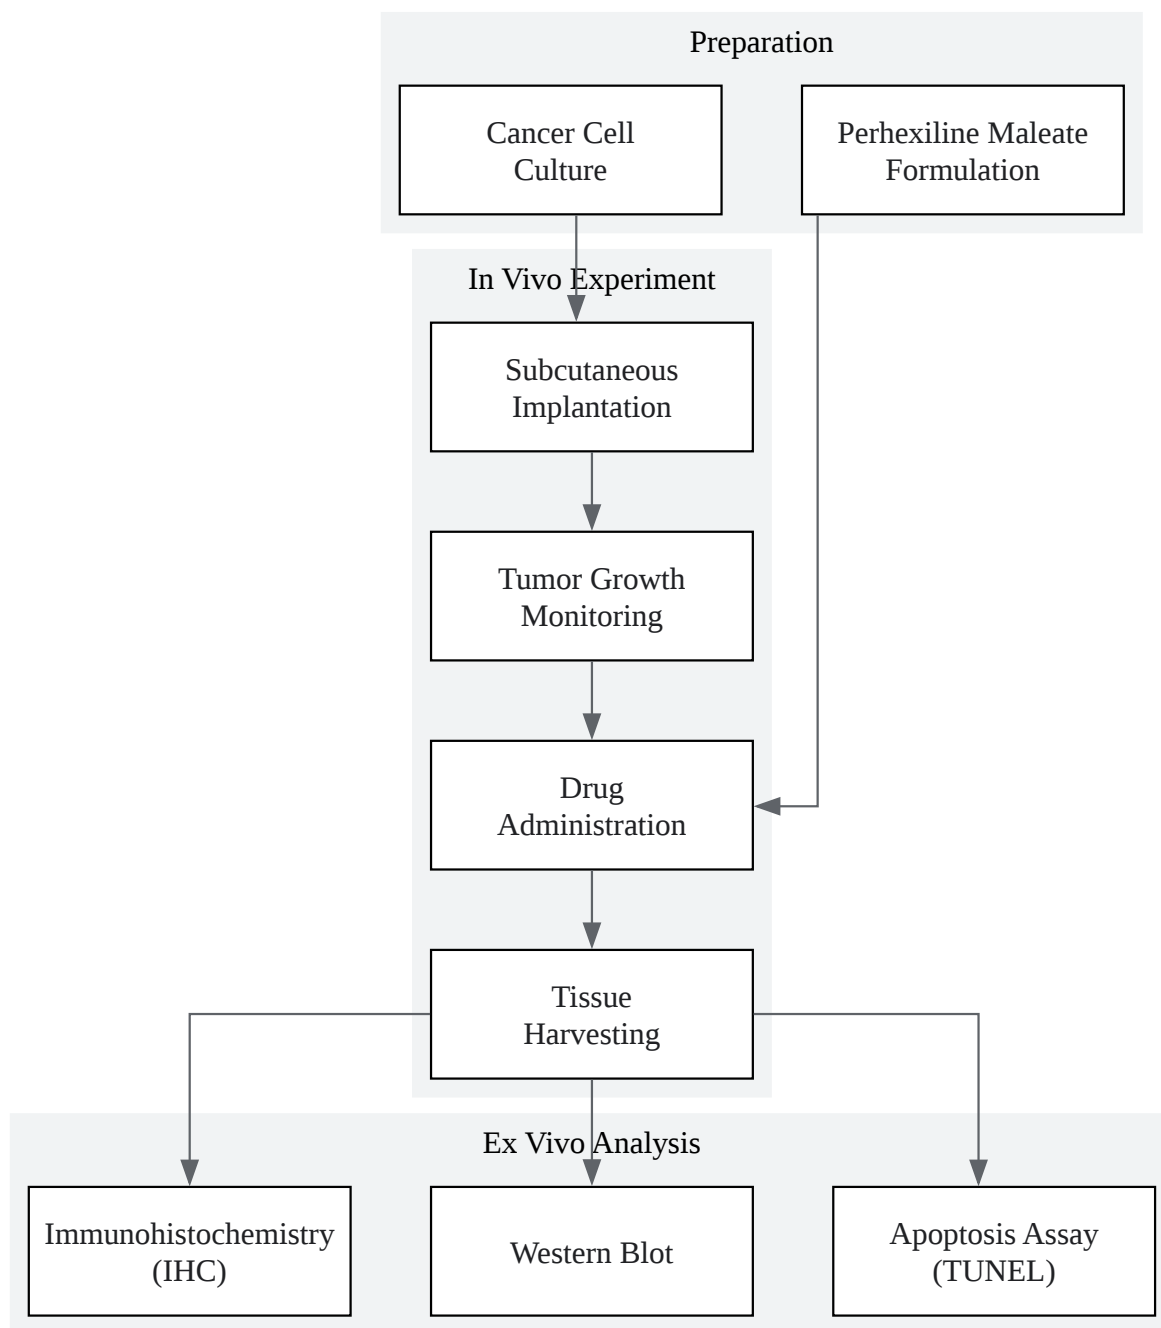 Preparation
Cancer Cell
Culture
Perhexiline Maleate
Formulation
In Vivo Experiment
Subcutaneous
Implantation
Tumor Growth
Monitoring
Drug
Administration
Tissue
Harvesting
Ex Vivo Analysis
Immunohistochemistry
(IHC)
Western Blot
Apoptosis Assay
(TUNEL)